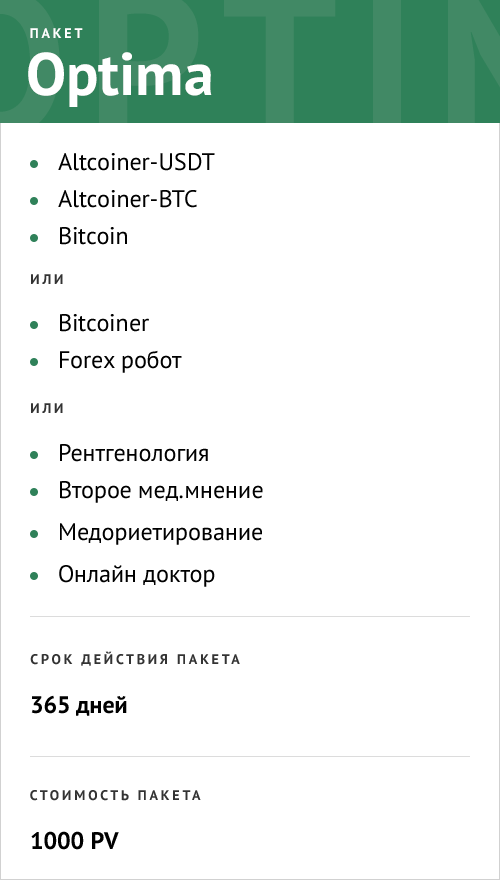 ПАКЕТ
Optima
Altcoiner-USDT
Altcoiner-BTC
Bitcoin
ИЛИ
Bitcoiner
Forex робот
ИЛИ
Рентгенология
Второе мед.мнение
Медориетирование
Онлайн доктор
СРОК ДЕЙСТВИЯ ПАКЕТА
365 дней
СТОИМОСТЬ ПАКЕТА
1000 PV